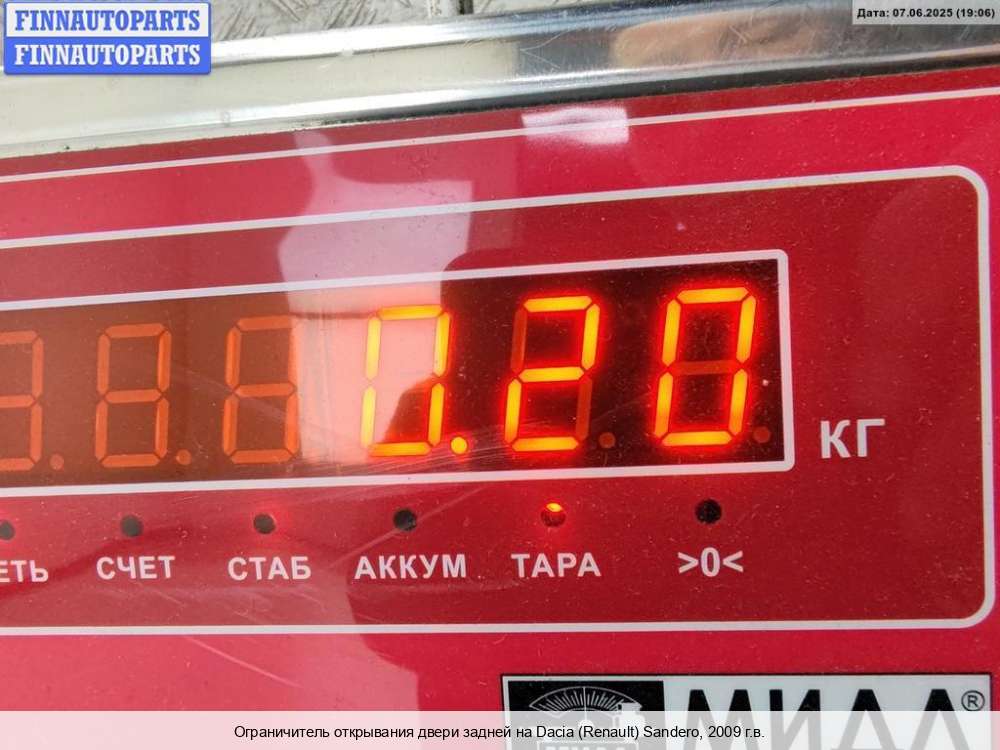 FINNAUTOPARTS
FINNAUTOPARTS
Дата: 07.06.2025 (19:06)
0.20
КГ
СЧЕТ СТАБ АККУМ ТАРА >0<
МИДЛ®
Ограничитель открывания двери задней на Dacia (Renault) Sandero, 2009 г.в.